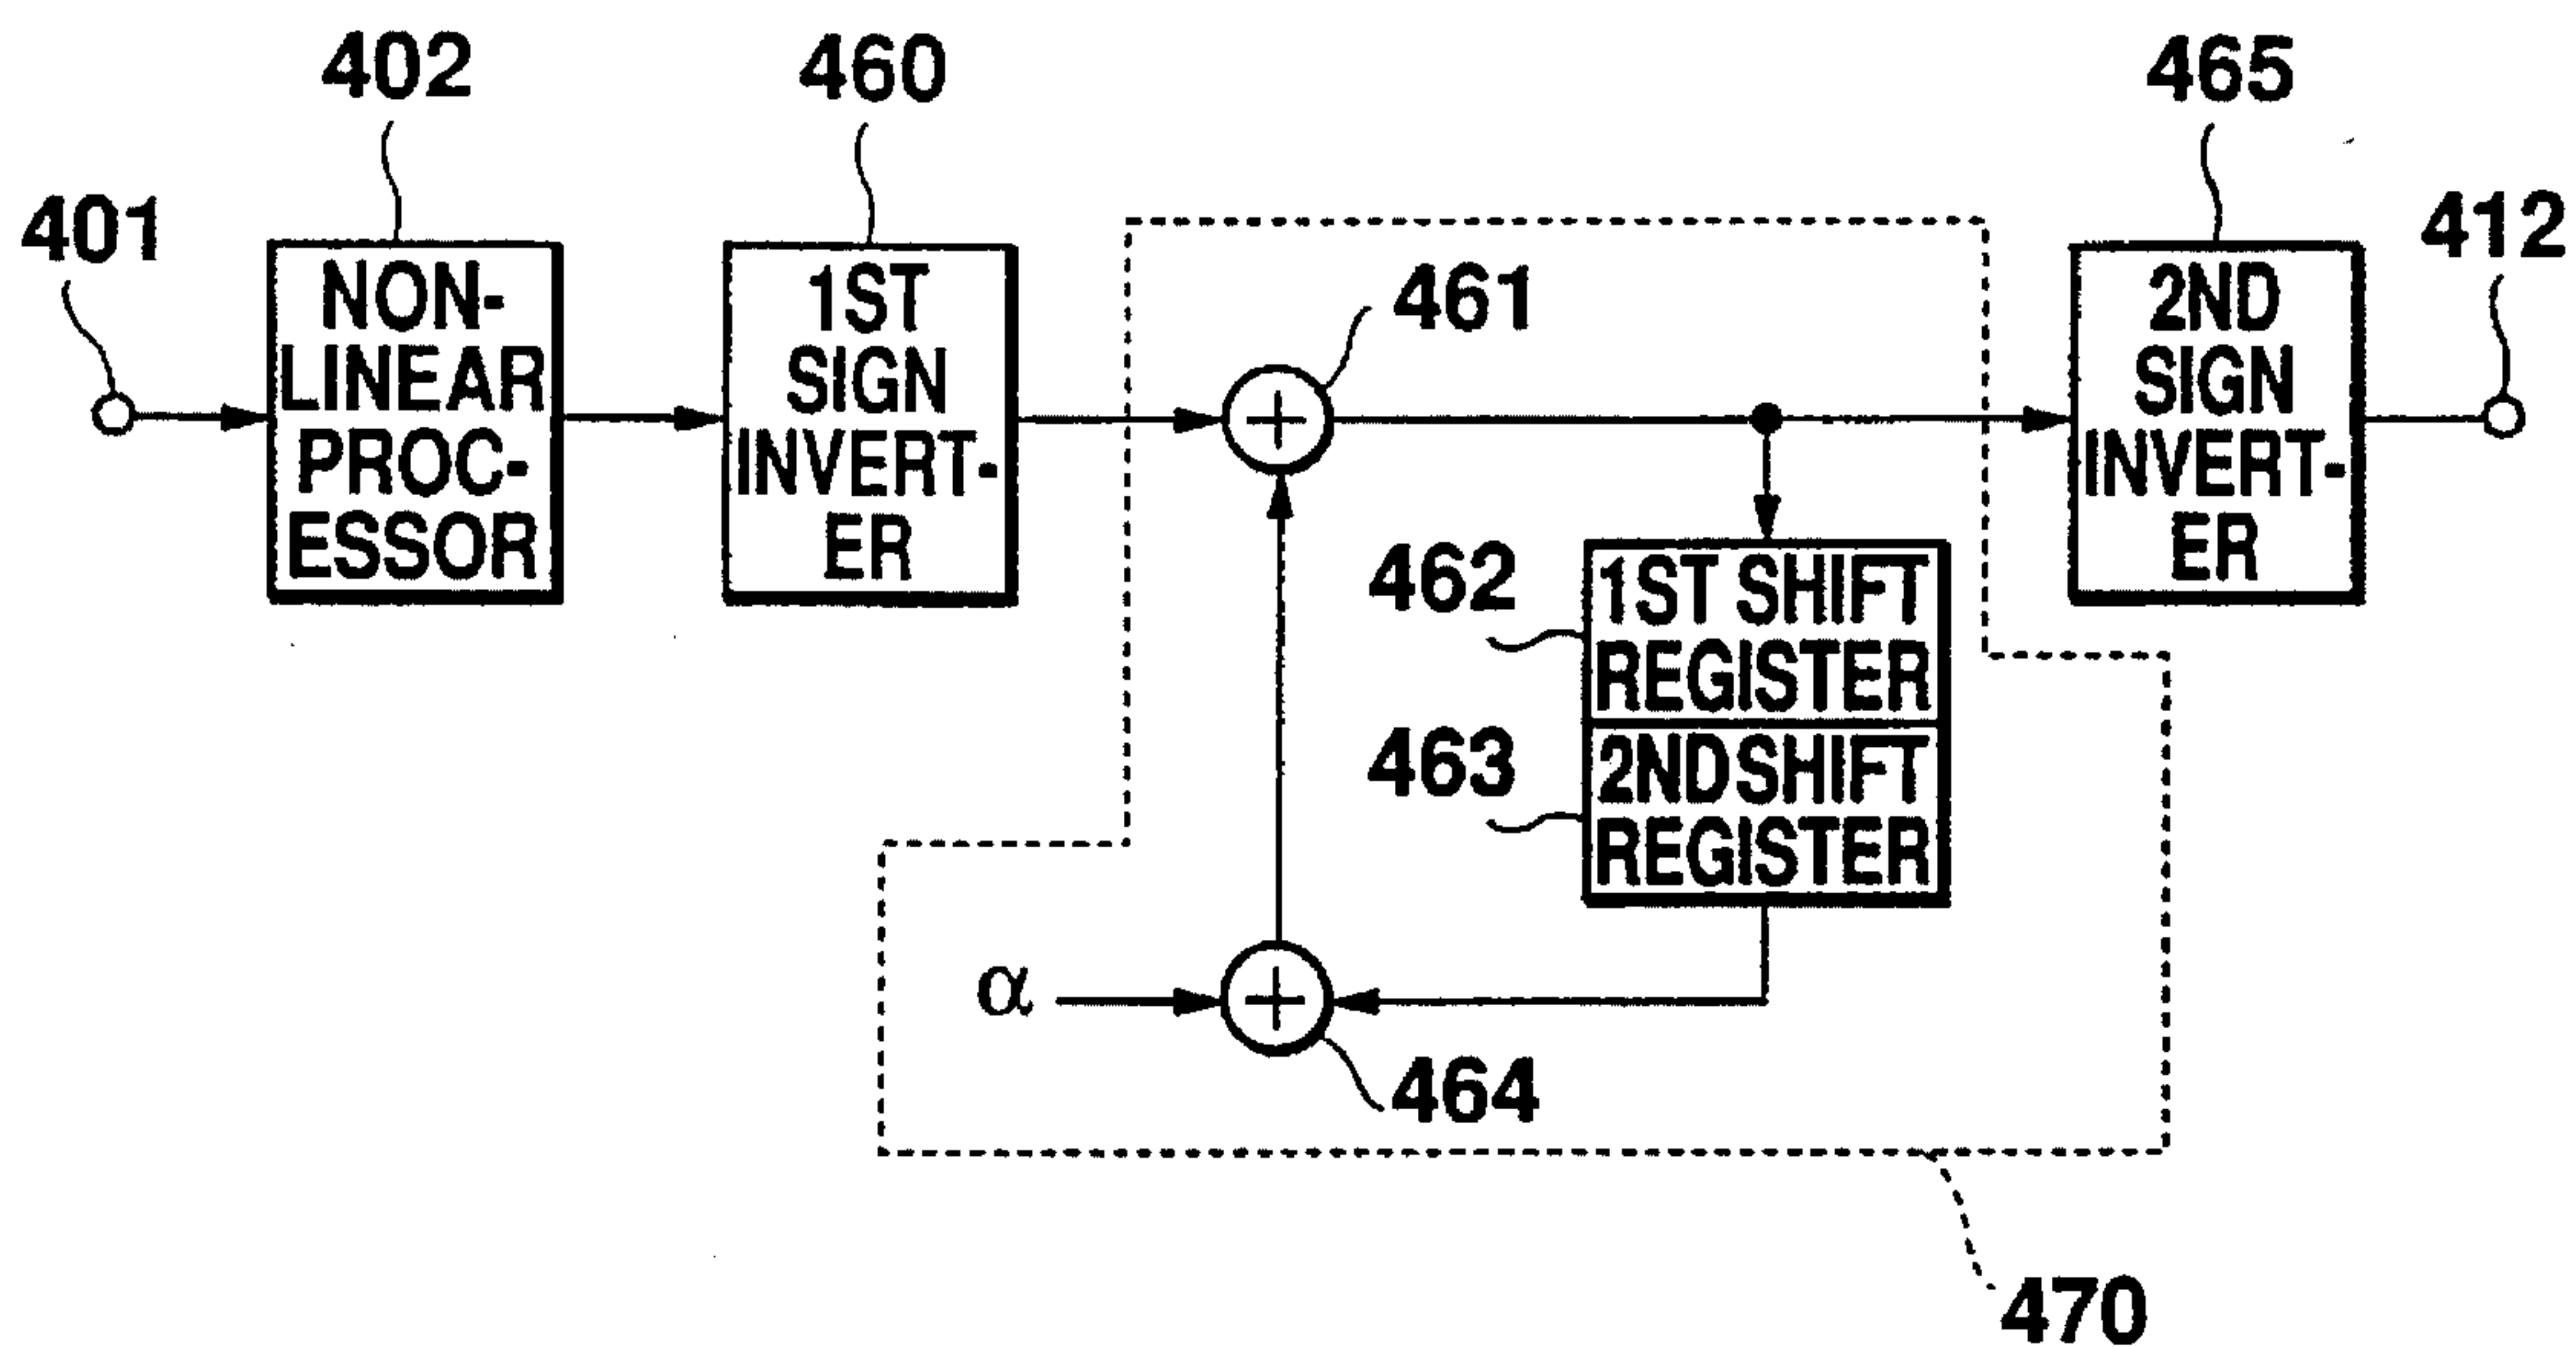 402
460
465
401
412
NON-
LINEAR
PROC-
ESSOR
1ST
SIGN
INVERT-
ER
461
2ND
SIGN
INVERT-
ER
462
1ST SHIFT
REGISTER
463
2ND SHIFT
REGISTER
α
464
470